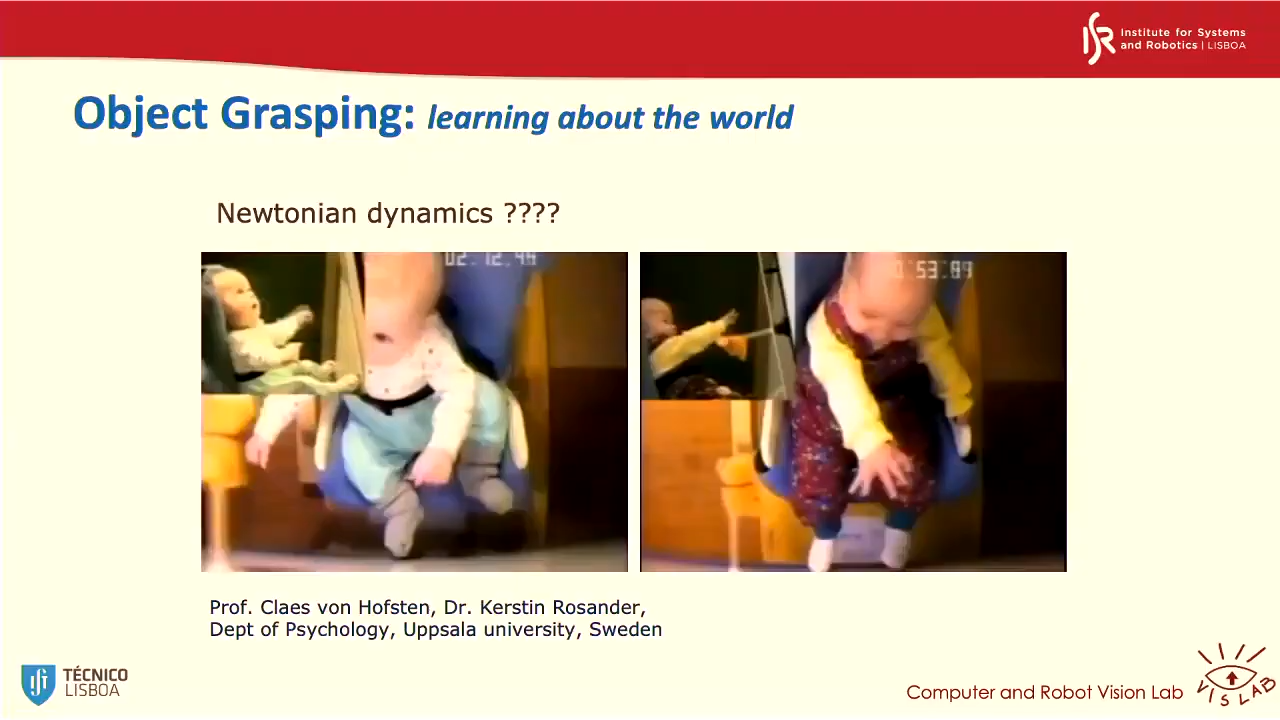 Institute for Systems
and Robotics | LISBOA
Object Grasping: learning about the world
Newtonian dynamics ????
02:12.49
:53:89
Prof. Claes von Hofsten, Dr. Kerstin Rosander,
Dept of Psychology, Uppsala university, Sweden
TÉCNICO
LISBOA
Computer and Robot Vision Lab
VISLAB